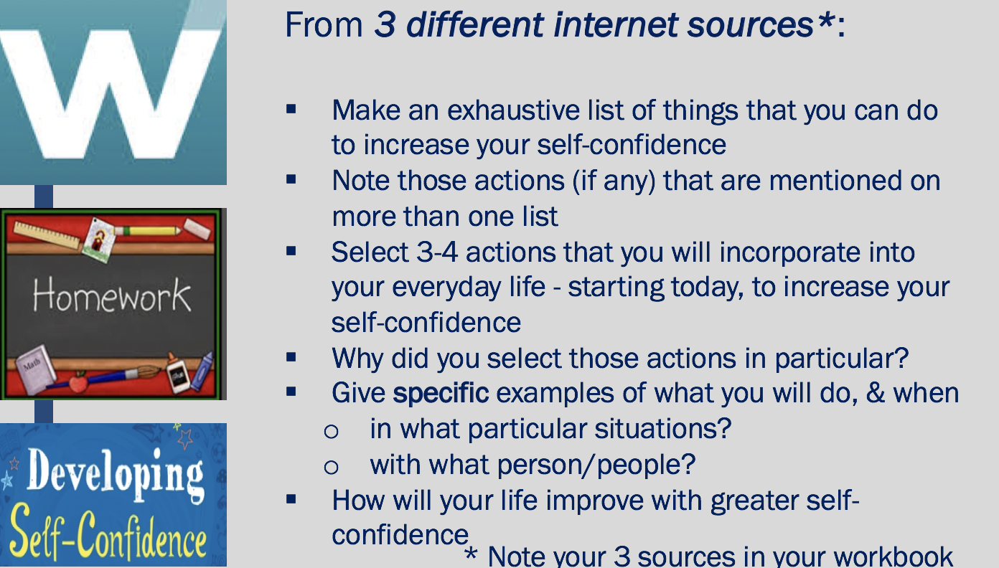 W
From 3 different internet sources*:
▪ Make an exhaustive list of things that you can do
to increase your self-confidence
▪ Note those actions (if any) that are mentioned on
more than one list
▪ Select 3-4 actions that you will incorporate into
your everyday life - starting today, to increase your
self-confidence
▪ Why did you select those actions in particular?
▪ Give specific examples of what you will do, & when
o in what particular situations?
o with what person/people?
▪ How will your life improve with greater self-
confidence
* Note your 3 sources in your workbook
Homework
Math
Developing
Self-Confidence